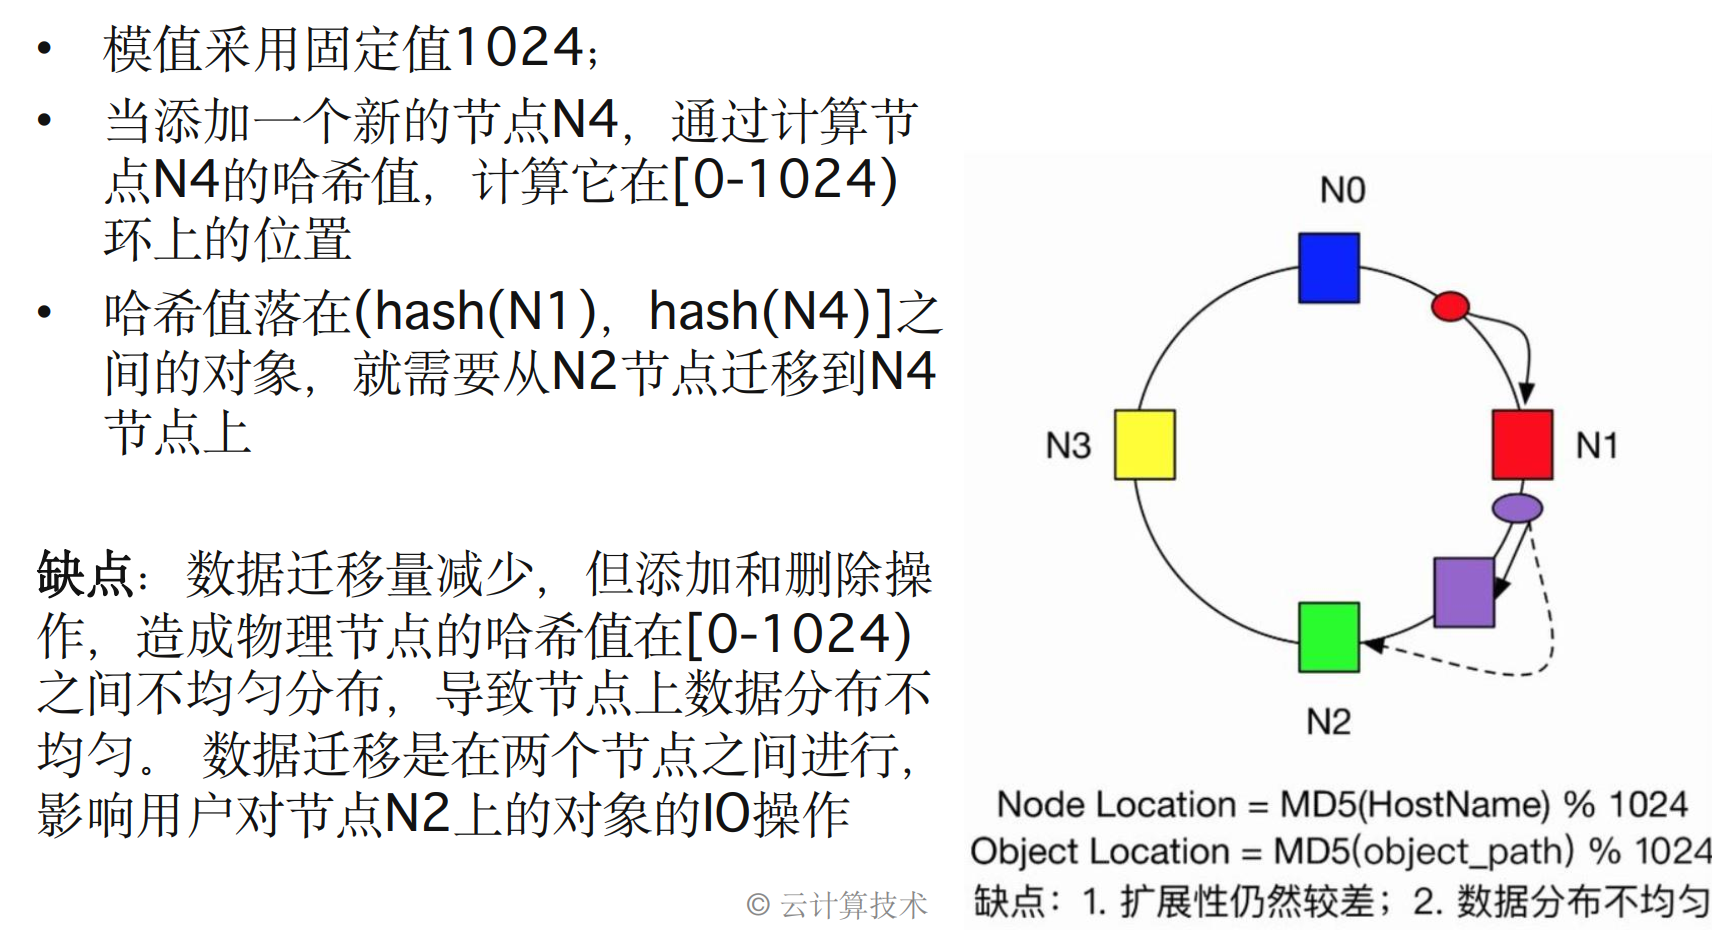 • 模值采用固定值1024；
• 当添加一个新的节点N4，通过计算节
点N4的哈希值，计算它在[0-1024)
环上的位置
• 哈希值落在(hash(N1)，hash(N4)]之
间的对象，就需要从N2节点迁移到N4
节点上
缺点：数据迁移量减少，但添加和删除操
作，造成物理节点的哈希值在[0-1024)
之间不均匀分布，导致节点上数据分布不
均匀。 数据迁移是在两个节点之间进行，
影响用户对节点N2上的对象的IO操作
N0
N3
N1
N2
Node Location = MD5(HostName) % 1024
Object Location = MD5(object_path) % 1024
缺点：1. 扩展性仍然较差；2. 数据分布不均匀
© 云计算技术